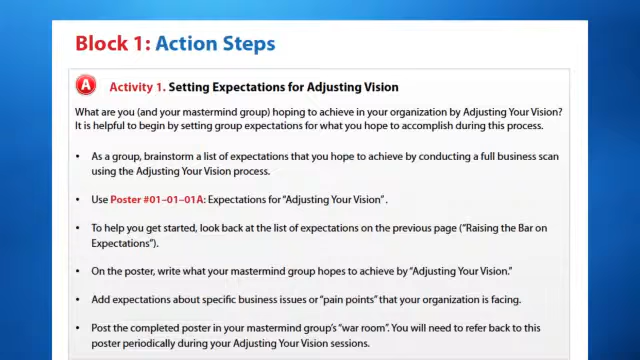 Block 1: Action Steps
A Activity 1. Setting Expectations for Adjusting Vision
What are you (and your mastermind group) hoping to achieve in your organization by Adjusting Your Vision?
It is helpful to begin by setting group expectations for what you hope to accomplish during this process.
• As a group, brainstorm a list of expectations that you hope to achieve by conducting a full business scan
using the Adjusting Your Vision process.
• Use Poster #01–01–01A: Expectations for “Adjusting Your Vision” .
• To help you get started, look back at the list of expectations on the previous page (“Raising the Bar on
Expectations”).
• On the poster, write what your mastermind group hopes to achieve by “Adjusting Your Vision.”
• Add expectations about specific business issues or “pain points” that your organization is facing.
• Post the completed poster in your mastermind group’s “war room”. You will need to refer back to this
poster periodically during your Adjusting Your Vision sessions.